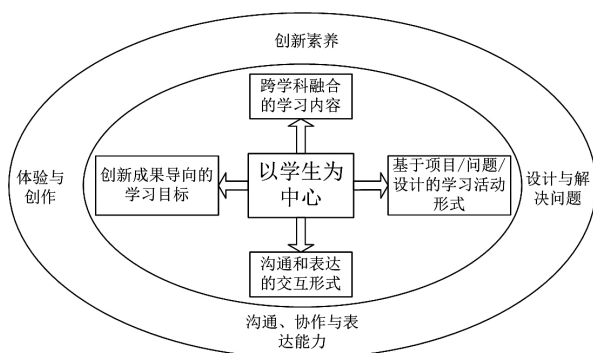 创新素养
跨学科融合
的学习内容
体验与
创作
创新成果导向的
学习目标
以学生为
中心
基于项目/问题/
设计的学习活动
形式
设计与解
决问题
沟通和表达
的交互形式
沟通、协作与表
达能力